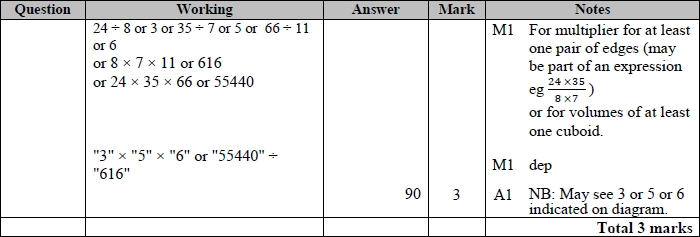 Question Working Answer Mark Notes
24 ÷ 8 or 3 or 35 ÷ 7 or 5 or 66 ÷ 11
or 6
or 8 × 7 × 11 or 616
or 24 × 35 × 66 or 55440
M1 For multiplier for at least
one pair of edges (may
be part of an expression
eg \frac{24 ×35}{8 ×7})
or for volumes of at least
one cuboid.
"3" × "5" × "6" or "55440" ÷
"616"
M1 dep
90 3 A1 NB: May see 3 or 5 or 6
indicated on diagram.
Total 3 marks